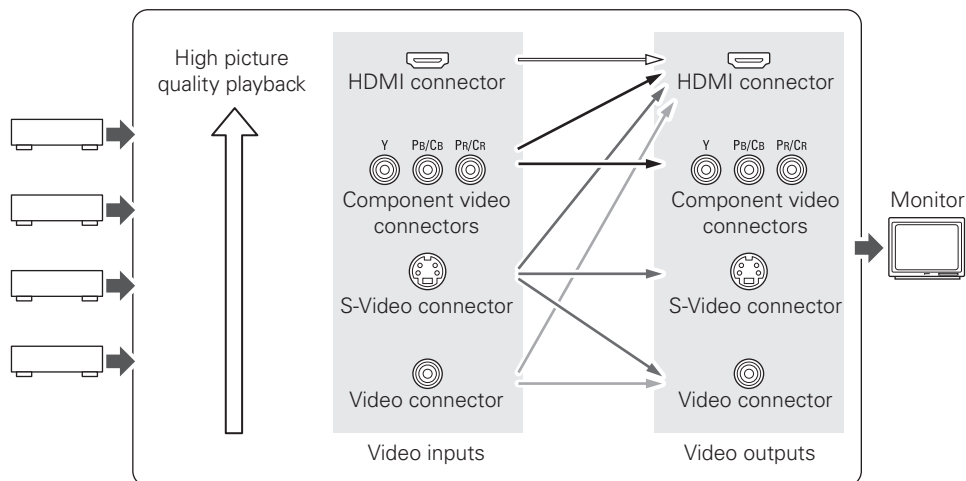 High picture
quality playback
HDMI connector
Y PB/CB PR/CR
Component video
connectors
S-Video connector
Video connector
Video inputs
HDMI connector
Y PB/CB PR/CR
Component video
connectors
S-Video connector
Video connector
Video outputs
Monitor